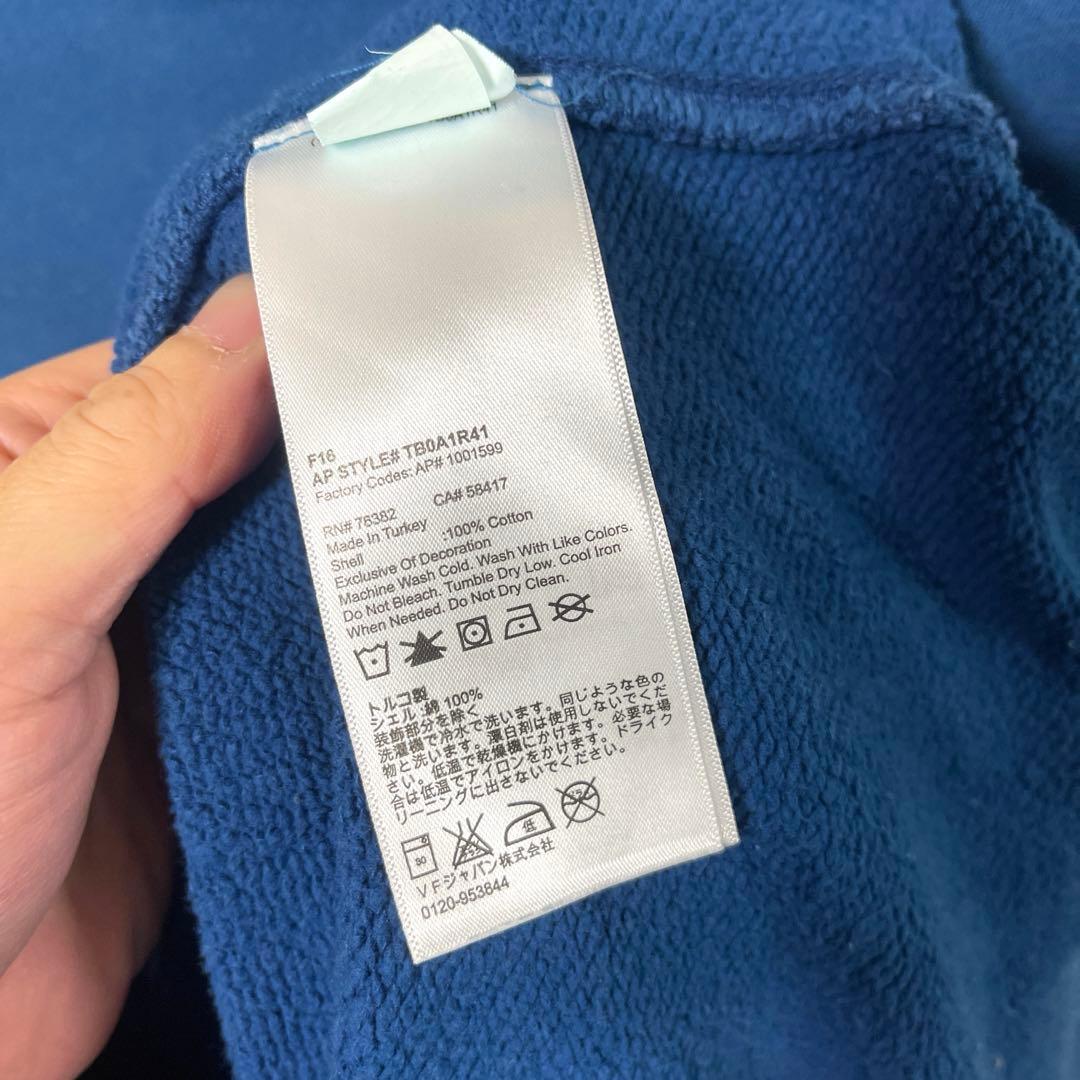 F16
AP STYLE# TB0A1R41
Factory Codes: AP# 1001599
RN# 76382 CA# 58417
Made In Turkey
Shell :100% Cotton
Exclusive Of Decoration
Machine Wash Cold. Wash With Like Colors.
Do Not Bleach. Tumble Dry Low. Cool Iron
When Needed. Do Not Dry Clean.
トルコ製
シェル:綿 100%
装飾部分を除く
洗濯機で冷水で洗います。同じような色の
物と洗います。漂白剤は使用しないでくだ
さい。低温で乾燥機にかけます。必要な場
合は低温でアイロンをかけます。ドライク
リーニングに出さないでください。
30
低
VFジャパン株式会社
0120-953844